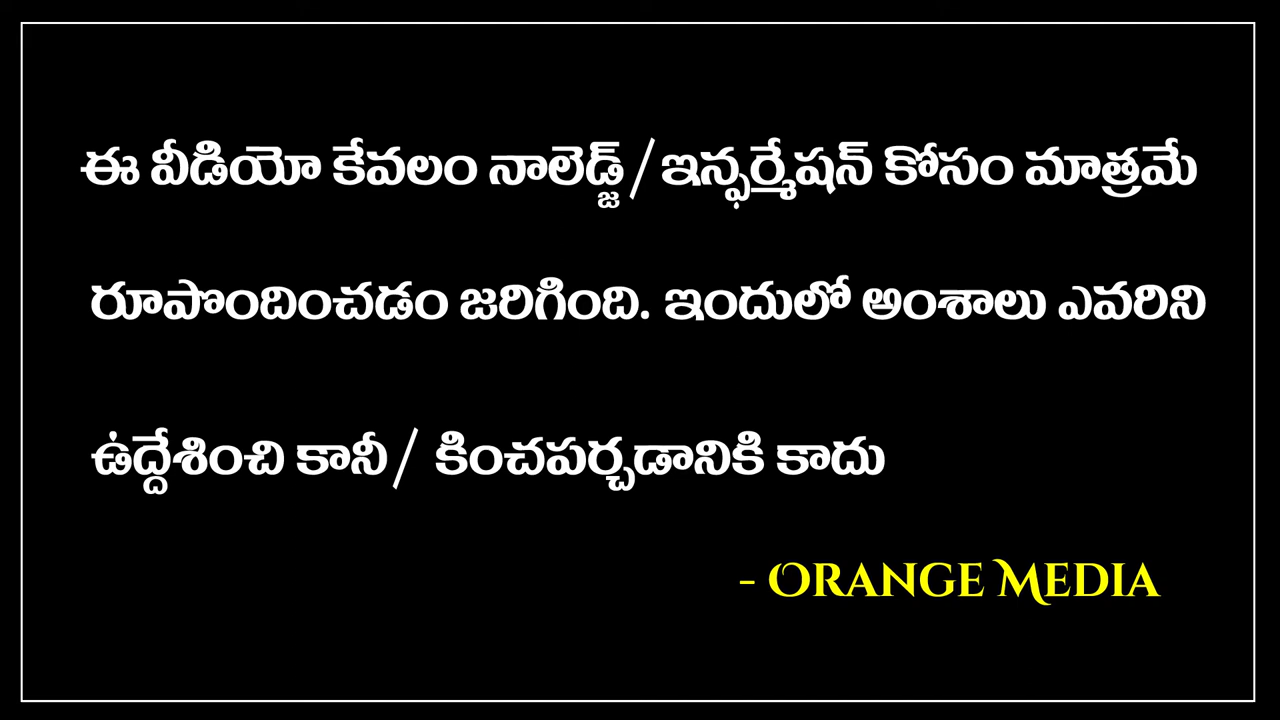 ఈ వీడియో కేవలం నాలెడ్జ్/ఇన్ఫర్మేషన్ కోసం మాత్రమే
రూపొందించడం జరిగింది. ఇందులో అంశాలు ఎవరిని
ఉద్దేశించి కానీ/ కించపర్చడానికి కాదు
- ORANGE MEDIA